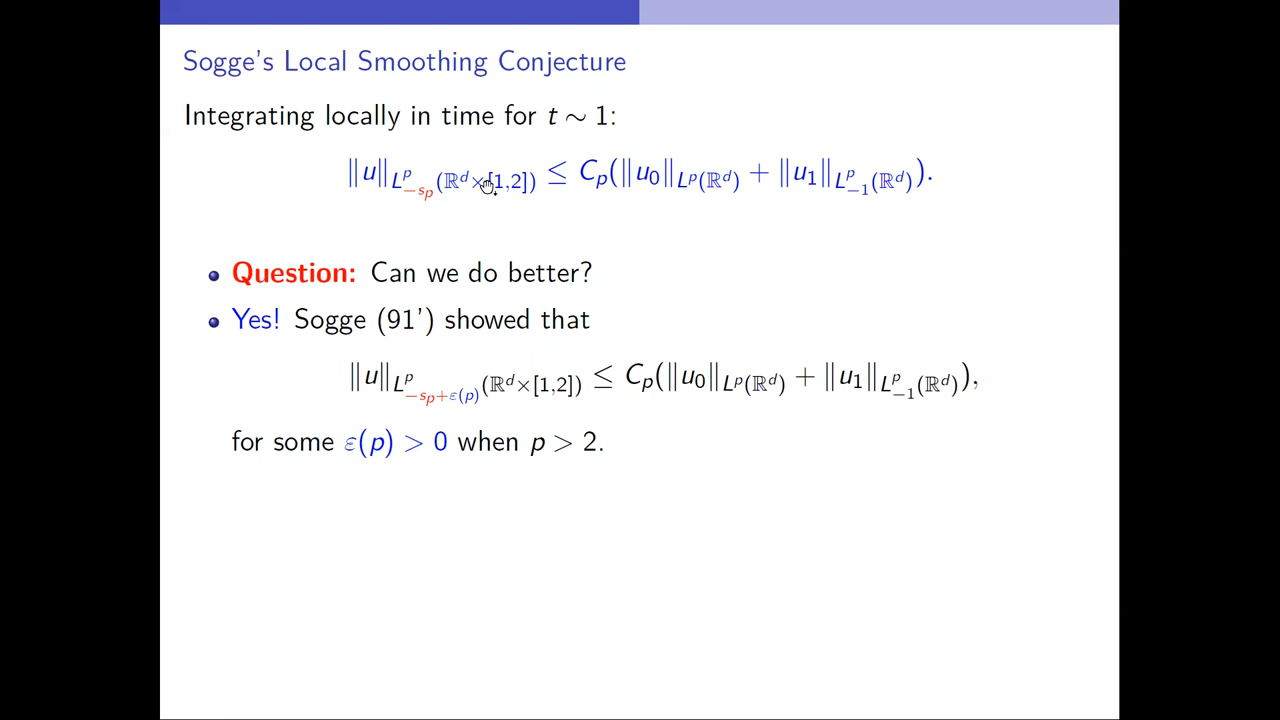 Sogge's Local Smoothing Conjecture
Integrating locally in time for t ∼ 1:
‖u‖_{L^p_{−s_p}(ℝ^d×[1,2])} ≤ C_p(‖u_0‖_{L^p(ℝ^d)} + ‖u_1‖_{L^p_{−1}(ℝ^d)}).
• Question: Can we do better?
• Yes! Sogge (91') showed that
‖u‖_{L^p_{−s_p+ε(p)}(ℝ^d×[1,2])} ≤ C_p(‖u_0‖_{L^p(ℝ^d)} + ‖u_1‖_{L^p_{−1}(ℝ^d)}),
for some ε(p) > 0 when p > 2.